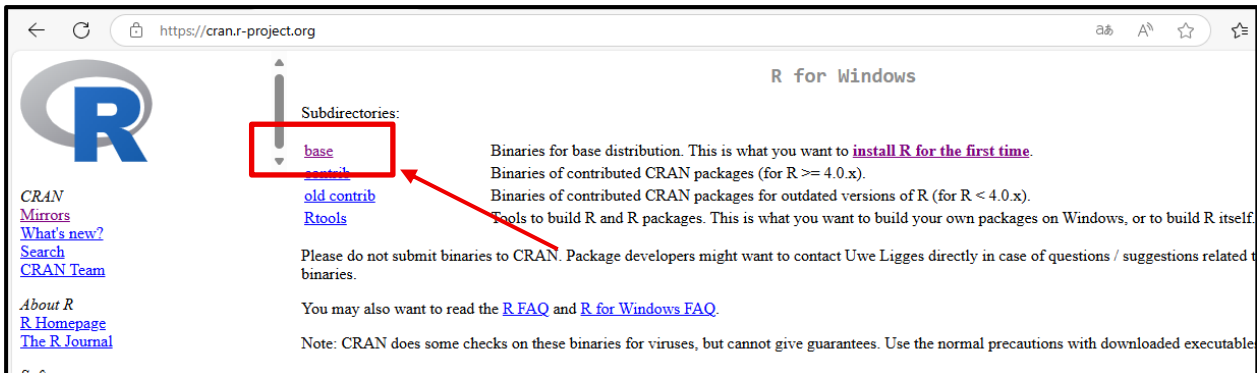 https://cran.r-project.org
R
R for Windows
Subdirectories:
base Binaries for base distribution. This is what you want to install R for the first time.
contrib Binaries of contributed CRAN packages (for R >= 4.0.x).
old contrib Binaries of contributed CRAN packages for outdated versions of R (for R < 4.0.x).
Rtools Tools to build R and R packages. This is what you want to build your own packages on Windows, or to build R itself.
Please do not submit binaries to CRAN. Package developers might want to contact Uwe Ligges directly in case of questions / suggestions related
binaries.
You may also want to read the R FAQ and R for Windows FAQ.
Note: CRAN does some checks on these binaries for viruses, but cannot give guarantees. Use the normal precautions with downloaded executable
CRAN
Mirrors
What's new?
Search
CRAN Team
About R
R Homepage
The R Journal